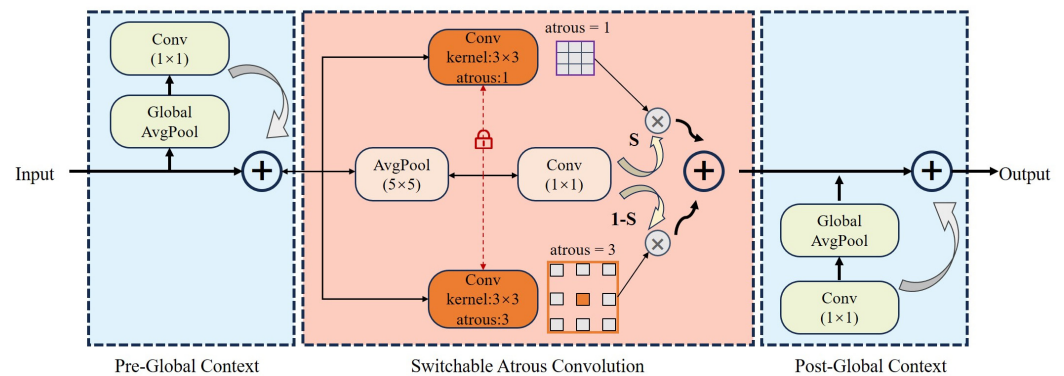 Input
Conv
(1×1)
Global
AvgPool
Pre-Global Context
Conv
kernel:3×3
atrous:1
atrous = 1
AvgPool
(5×5)
Conv
(1×1)
S
1-S
Conv
kernel:3×3
atrous:3
atrous = 3
Switchable Atrous Convolution
Global
AvgPool
Conv
(1×1)
Post-Global Context
Output